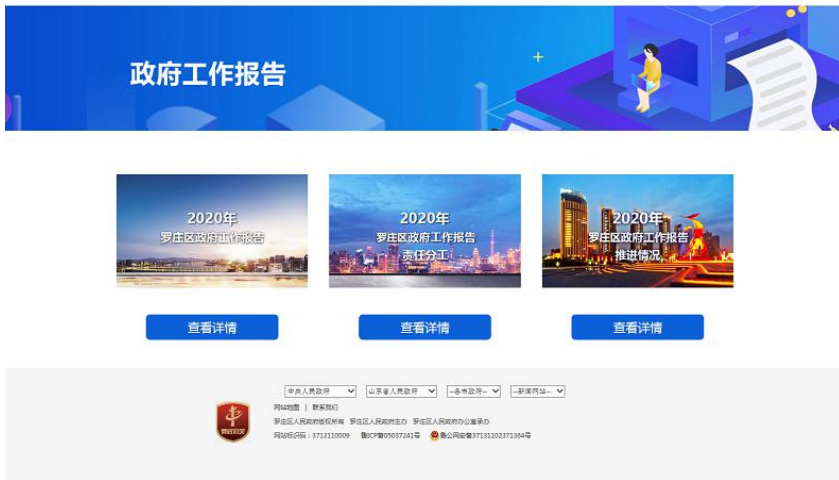 政府工作报告
2020年
罗庄区政府工作报告
2020年
罗庄区政府工作报告
责任分工
2020年
罗庄区政府工作报告
推进情况
查看详情
查看详情
查看详情
中央人民政府 山东省人民政府 --各市政府-- --新闻网站--
网站地图 | 联系我们
罗庄区人民政府版权所有 罗庄区人民政府主办 罗庄区人民政府办公室承办
网站标识码：3713110009 鲁ICP备05037241号 鲁公网安备37131102371364号